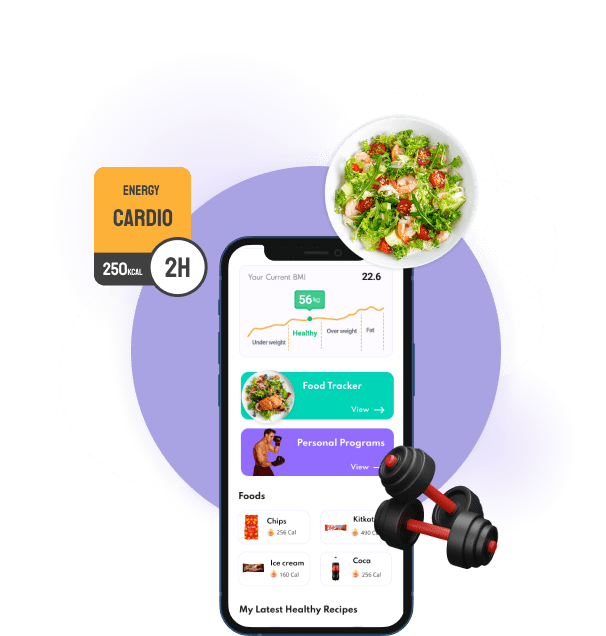 ENERGY
CARDIO
250KCAL
2H
Your Current BMI 22.6
56 kg
Under weight
Healthy
Over weight
Fat
Food Tracker
View
Personal Programs
View
Foods
Chips
256 Cal
Kitkat
490 C
Ice cream
160 Cal
Coca
256 Cal
My Latest Healthy Recipes